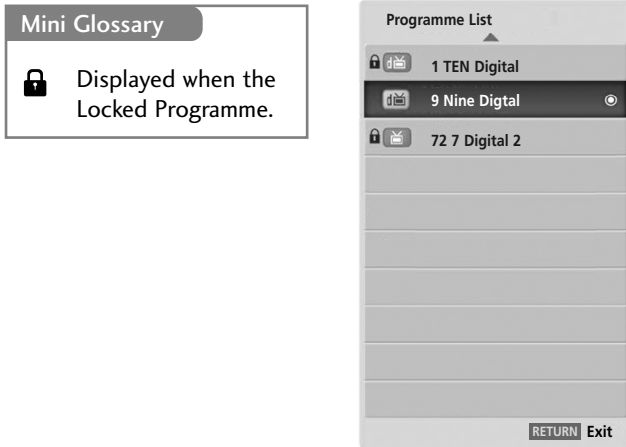 Mini Glossary
Displayed when the
Locked Programme.
Programme List
1 TEN Digital
9 Nine Digtal
72 7 Digital 2
RETURN Exit